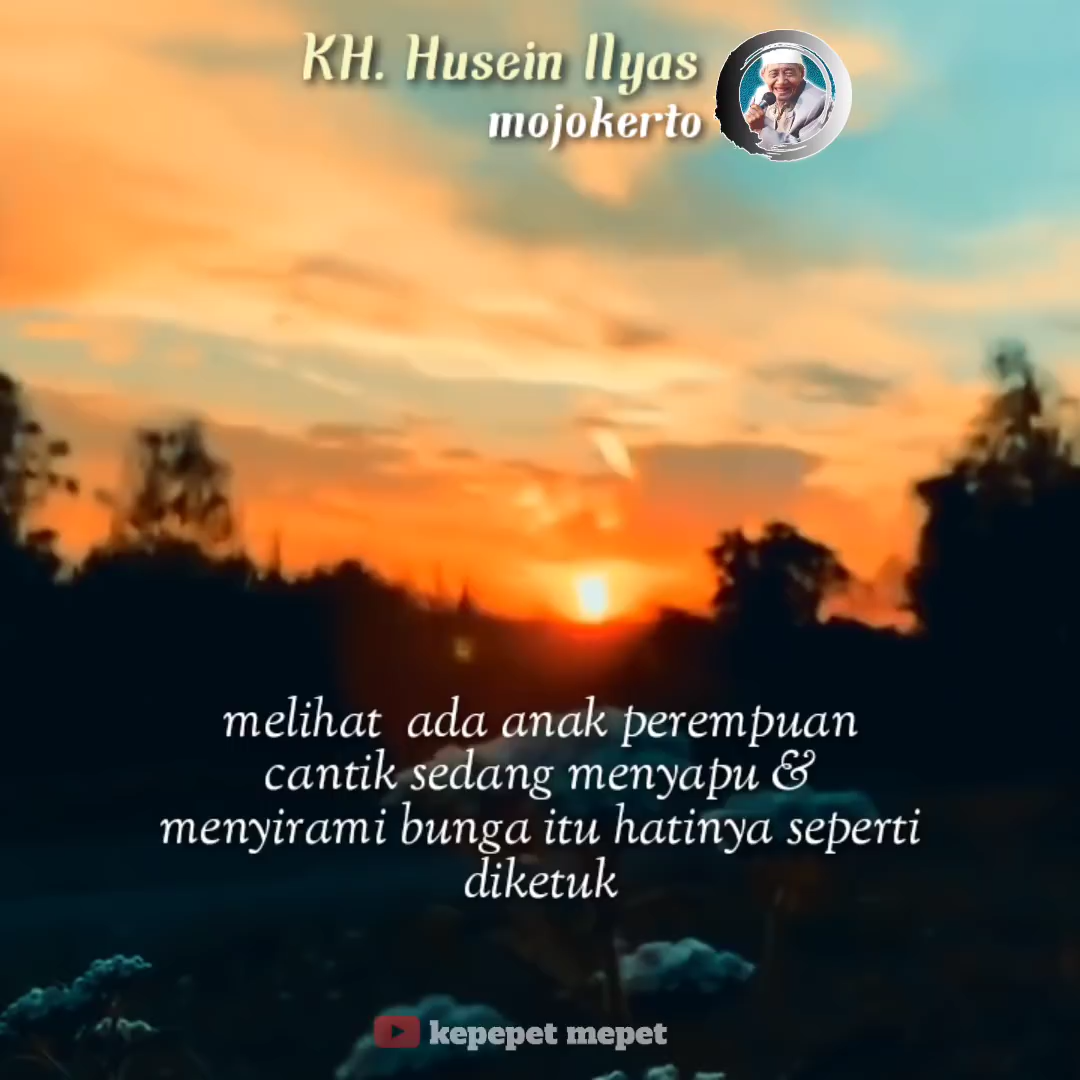 KH. Husein Ilyas
mojokerto
melihat ada anak perempuan
cantik sedang menyapu &
menyirami bunga itu hatinya seperti
diketuk
kepepet mepet